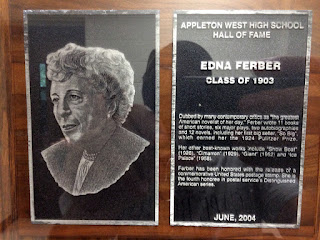 APPLETON WEST HIGH SCHOOL
HALL OF FAME
EDNA FERBER
CLASS OF 1903
Dubbed by many contemporary critics as "the greatest
American novelist of her day," Ferber wrote 11 books
of short stories, six major plays, two autobiographies
and 12 novels, including her first big seller, "So Big",
which earned her the 1924 Pulitzer Prize.
Her other best-known works include "Show Boat"
(1926), "Cimarron" (1929), "Giant" (1952) and "Ice
Palace" (1958).
Ferber has been honored with the release of a
commemorative United States postage stamp. She is
the fourth honoree in postal service's Distinguished
American series.
JUNE, 2004